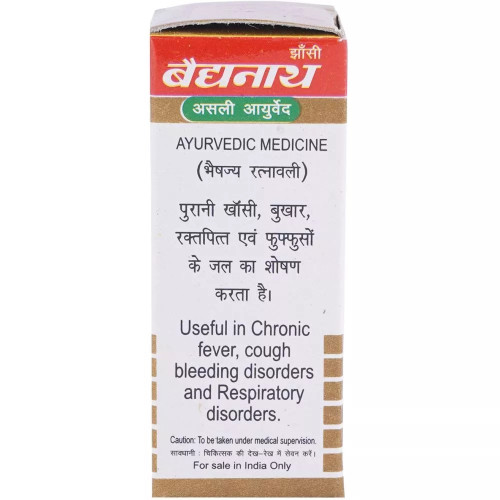 झाँसी
बैद्यनाथ
असली आयुर्वेद
AYURVEDIC MEDICINE
(भैषज्य रत्नावली)
पुरानी खाँसी, बुखार,
रक्तपित्त एवं फुफ्फुसों
के जल का शोषण
करता है।
Useful in Chronic
fever, cough
bleeding disorders
and Respiratory
disorders.
Caution: To be taken under medical supervision.
सावधानी : चिकित्सक की देख-रेख में सेवन करें।
For sale in India Only